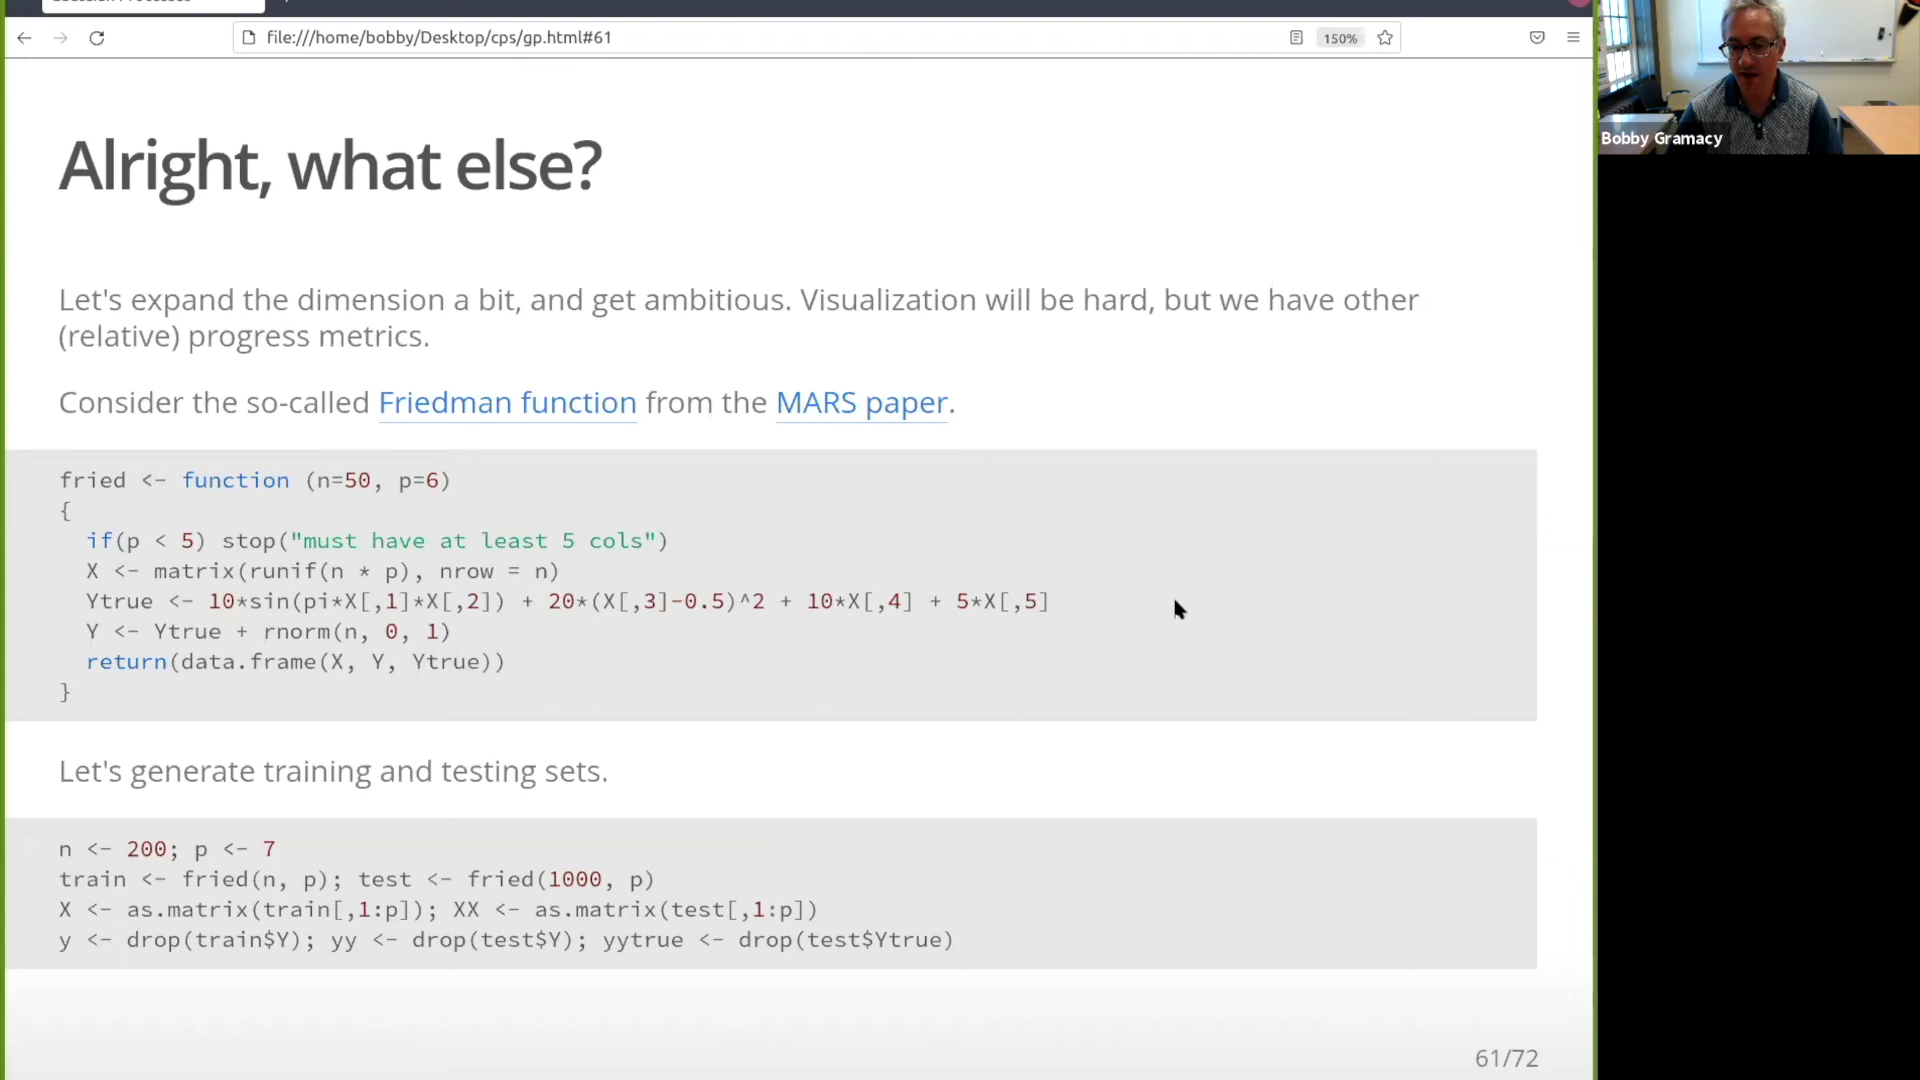 file:///home/bobby/Desktop/cps/gp.html#61
150%
Bobby Gramacy
Alright, what else?
Let's expand the dimension a bit, and get ambitious. Visualization will be hard, but we have other
(relative) progress metrics.
Consider the so-called Friedman function from the MARS paper.
fried <- function (n=50, p=6)
{
if(p < 5) stop("must have at least 5 cols")
X <- matrix(runif(n * p), nrow = n)
Ytrue <- 10*sin(pi*X[,1]*X[,2]) + 20*(X[,3]-0.5)^2 + 10*X[,4] + 5*X[,5]
Y <- Ytrue + rnorm(n, 0, 1)
return(data.frame(X, Y, Ytrue))
}
Let's generate training and testing sets.
n <- 200; p <- 7
train <- fried(n, p); test <- fried(1000, p)
X <- as.matrix(train[,1:p]); XX <- as.matrix(test[,1:p])
y <- drop(train$Y); yy <- drop(test$Y); yytrue <- drop(test$Ytrue)
61/72